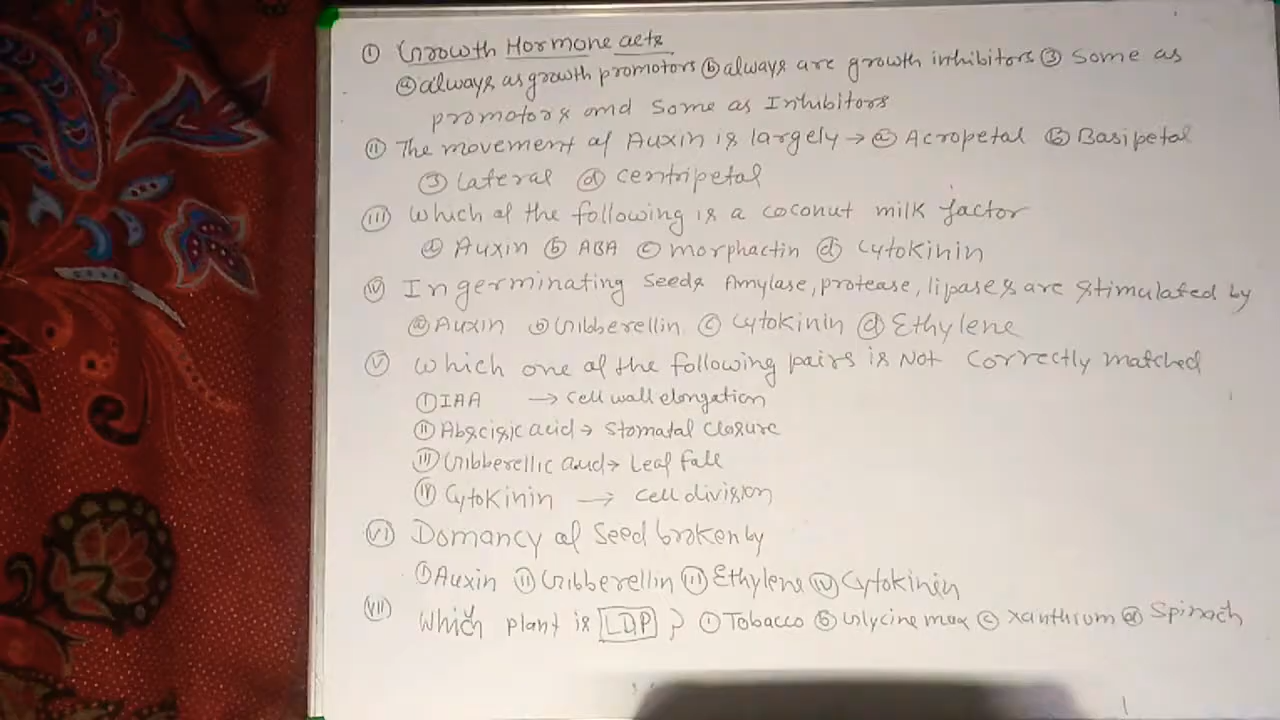 ① Growth Hormone acts
ⓐ always as growth promotors ⓑ always are growth inhibitors ③ Some as
promotors and Some as Inhibitors
ⓘⓘ The movement of Auxin is largely → ⓐ Acropetal ⓑ Basipetal
③ Lateral ⓓ centripetal
ⓘⓘⓘ Which of the following is a coconut milk factor
ⓐ Auxin ⓑ ABA ⓒ morphactin ⓓ Cytokinin
ⓘⓥ In germinating Seeds Amylase, protease, lipases are stimulated by
ⓐ Auxin ⓑ Gibberellin ⓒ Cytokinin ⓓ Ethylene
ⓥ Which one of the following pairs is Not Correctly matched
① IAA → cell wall elongation
ⓘⓘ Abscisic acid → Stomatal closure
ⓘⓘⓘ Gibberellic acid → Leaf fall
ⓘⓥ Cytokinin → cell division
ⓥⓘ Domancy of Seed broken by
① Auxin ⓘⓘ Gibberellin ⓘⓘⓘ Ethylene ⓘⓥ Cytokinin
ⓥⓘⓘ Which plant is LDP ? ① Tobacco ⓑ Glycine max ⓒ Xanthium ⓓ Spinach